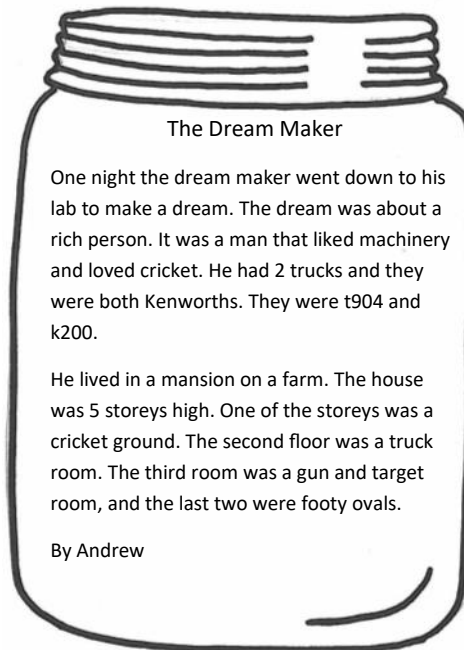 The Dream Maker
One night the dream maker went down to his
lab to make a dream. The dream was about a
rich person. It was a man that liked machinery
and loved cricket. He had 2 trucks and they
were both Kenworths. They were t904 and
k200.
He lived in a mansion on a farm. The house
was 5 storeys high. One of the storeys was a
cricket ground. The second floor was a truck
room. The third room was a gun and target
room, and the last two were footy ovals.
By Andrew